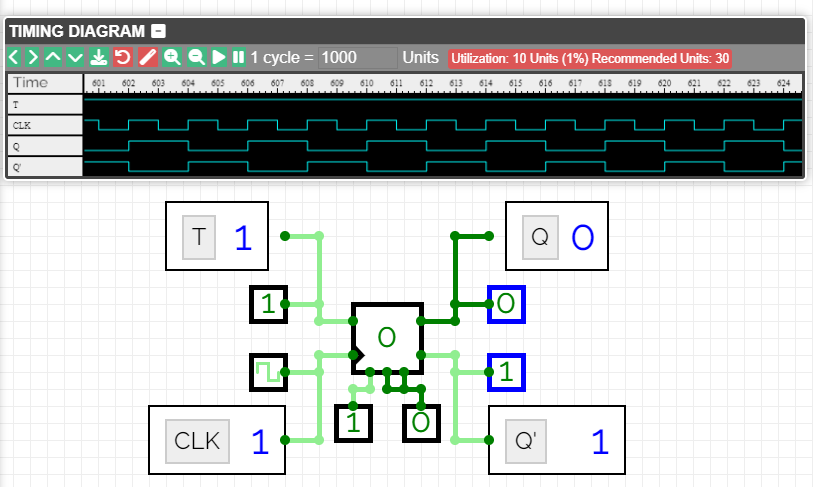 TIMING DIAGRAM
1 cycle = 1000 Units Utilization: 10 Units (1%) Recommended Units: 30
Time 601 602 603 604 605 606 607 608 609 610 611 612 613 614 615 616 617 618 619 620 621 622 623 624
T
CLK
Q
Q'
T 1
Q 0
1
0
0
1
1
0
CLK 1
Q' 1